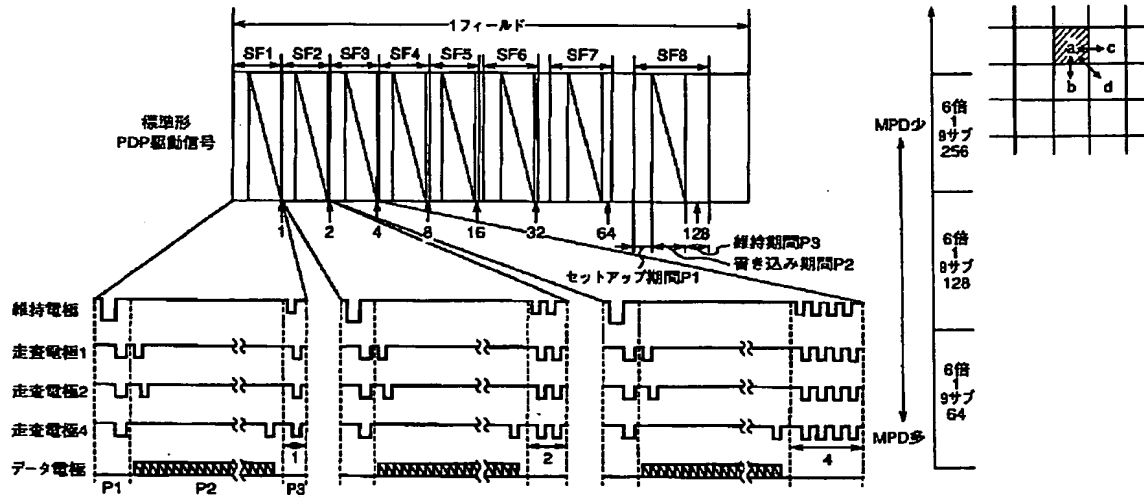 1フィールド
SF1 SF2 SF3 SF4 SF5 SF6 SF7 SF8
標準形
PDP駆動信号
1 2 4 8 16 32 64 128
維持期間P3
書き込み期間P2
セットアップ期間P1
維持電極
走査電極1
走査電極2
走査電極4
データ電極
1 2 4
P1 P2 P3
MPD少
MPD多
6倍
1
9サブ
256
6倍
1
9サブ
128
6倍
1
9サブ
64
a c
b d